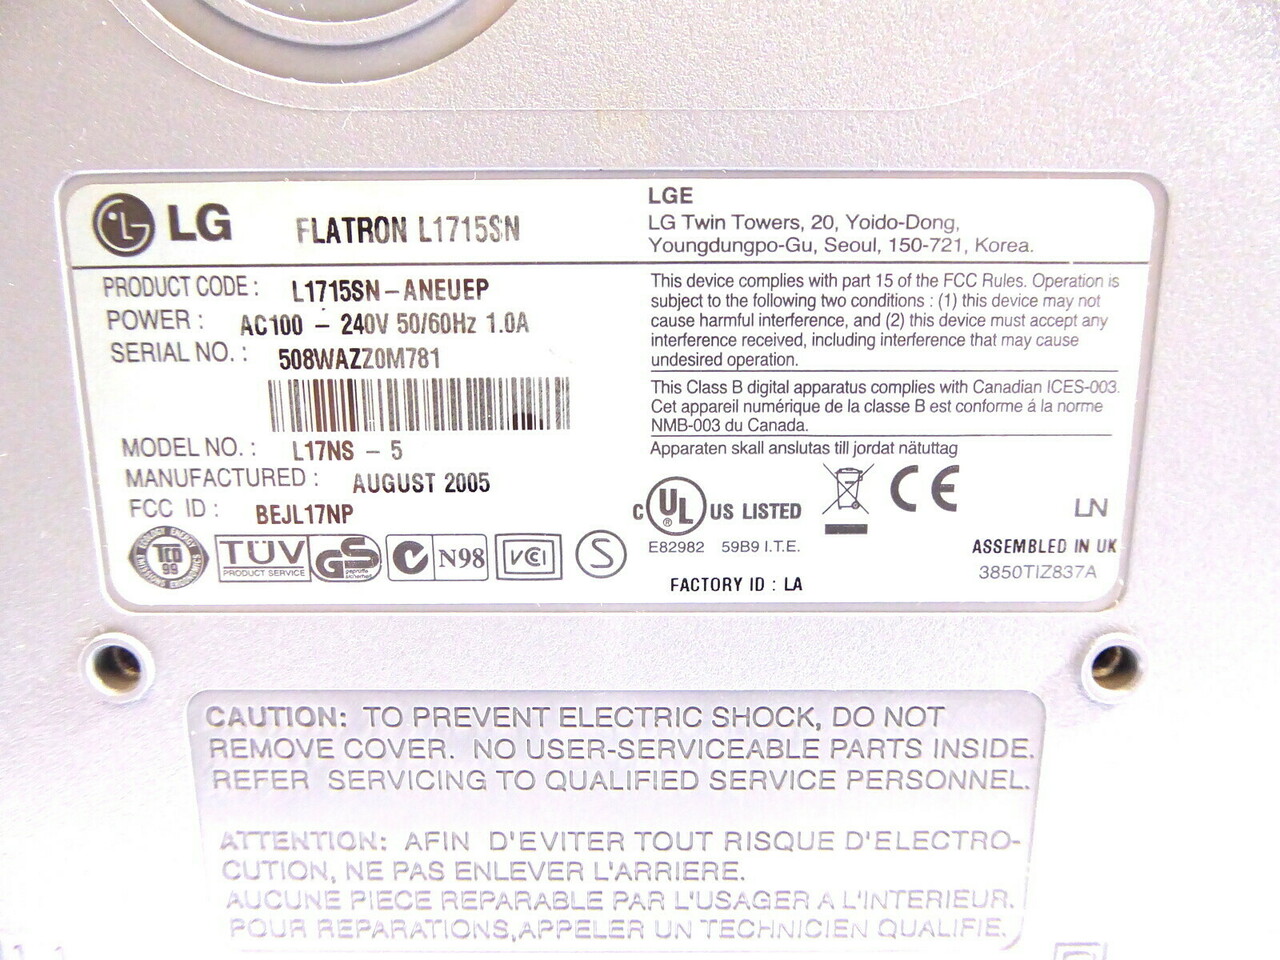 LG FLATRON L1715SN
LGE
LG Twin Towers, 20, Yoido-Dong,
Youngdungpo-Gu, Seoul, 150-721, Korea.
PRODUCT CODE : L1715SN-ANEUEP
POWER : AC100 - 240V 50/60Hz 1.0A
SERIAL NO. : 508WAZZ0M781
MODEL NO. : L17NS - 5
MANUFACTURED : AUGUST 2005
FCC ID : BEJL17NP
This device complies with part 15 of the FCC Rules. Operation is
subject to the following two conditions : (1) this device may not
cause harmful interference, and (2) this device must accept any
interference received, including interference that may cause
undesired operation.
This Class B digital apparatus complies with Canadian ICES-003.
Cet appareil numérique de la classe B est conforme á la norme
NMB-003 du Canada.
Apparaten skall anslutas till jordat nätuttag
ECOLOGY ENERGY
EMISSIONS ERGONOMICS
TCO
99
TÜV
PRODUCT SERVICE
GS
geprüfte
Sicherheit
N98
VCCI
S
c UL ® US LISTED
E82982 59B9 I.T.E.
CE
LN
ASSEMBLED IN UK
3850TIZ837A
FACTORY ID : LA
CAUTION: TO PREVENT ELECTRIC SHOCK, DO NOT
REMOVE COVER. NO USER-SERVICEABLE PARTS INSIDE.
REFER SERVICING TO QUALIFIED SERVICE PERSONNEL.
ATTENTION: AFIN D'EVITER TOUT RISQUE D'ELECTRO-
CUTION, NE PAS ENLEVER L'ARRIERE.
AUCUNE PIECE REPARABLE PAR L'USAGER A L'INTERIEUR.
POUR REPARATIONS,APPELER UN TECHNICIEN QUALIFIE.